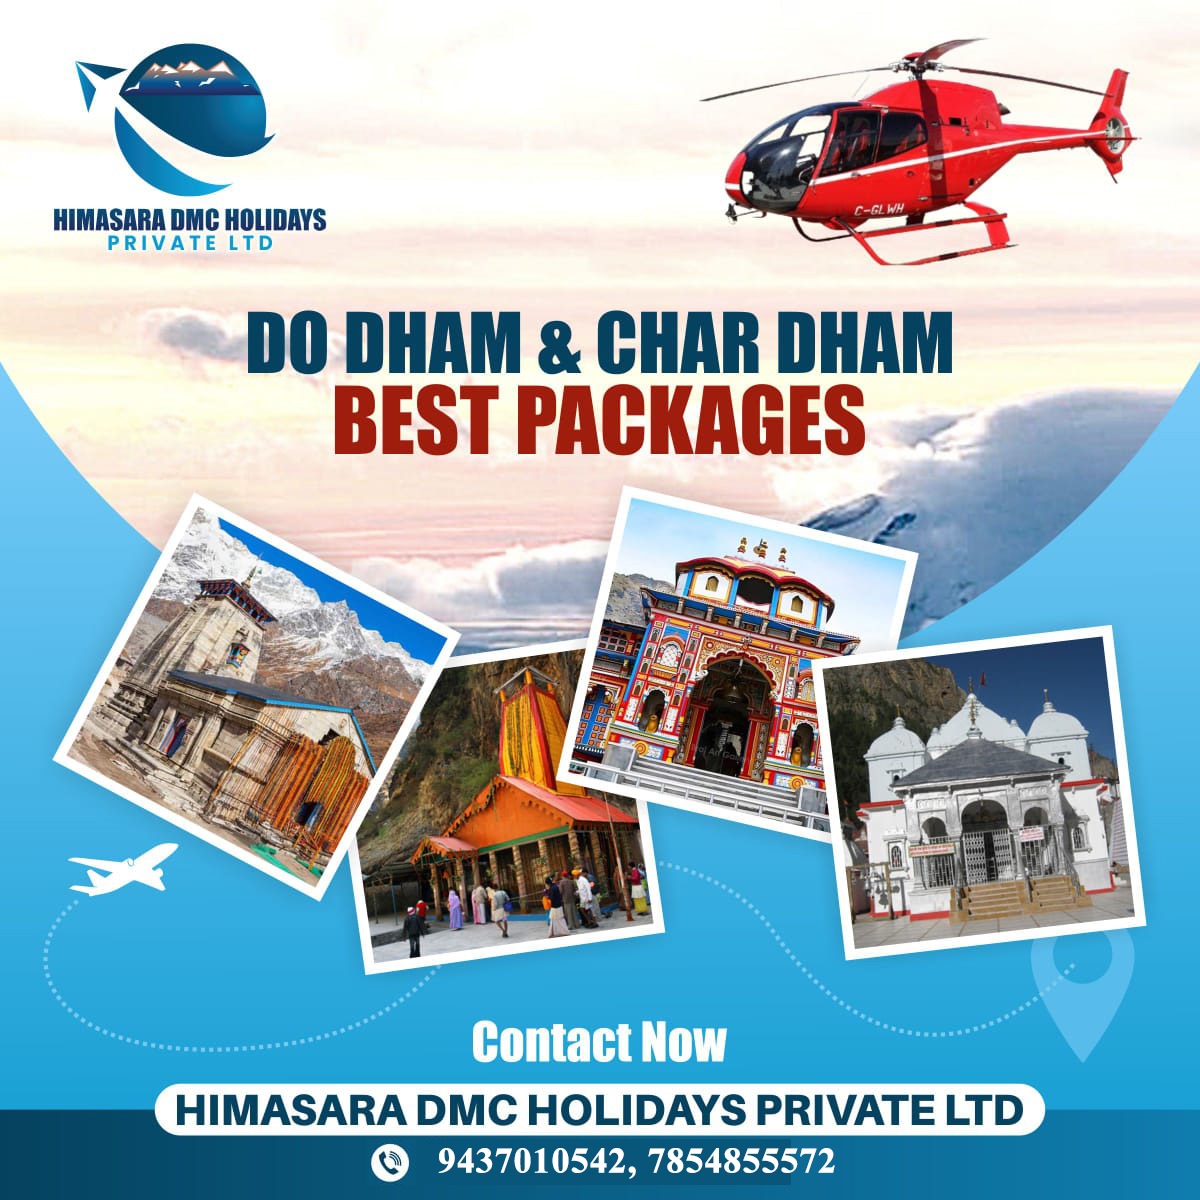 HIMASARA DMC HOLIDAYS
PRIVATE LTD
C-GLWH
DO DHAM & CHAR DHAM
BEST PACKAGES
Contact Now
HIMASARA DMC HOLIDAYS PRIVATE LTD
9437010542, 7854855572